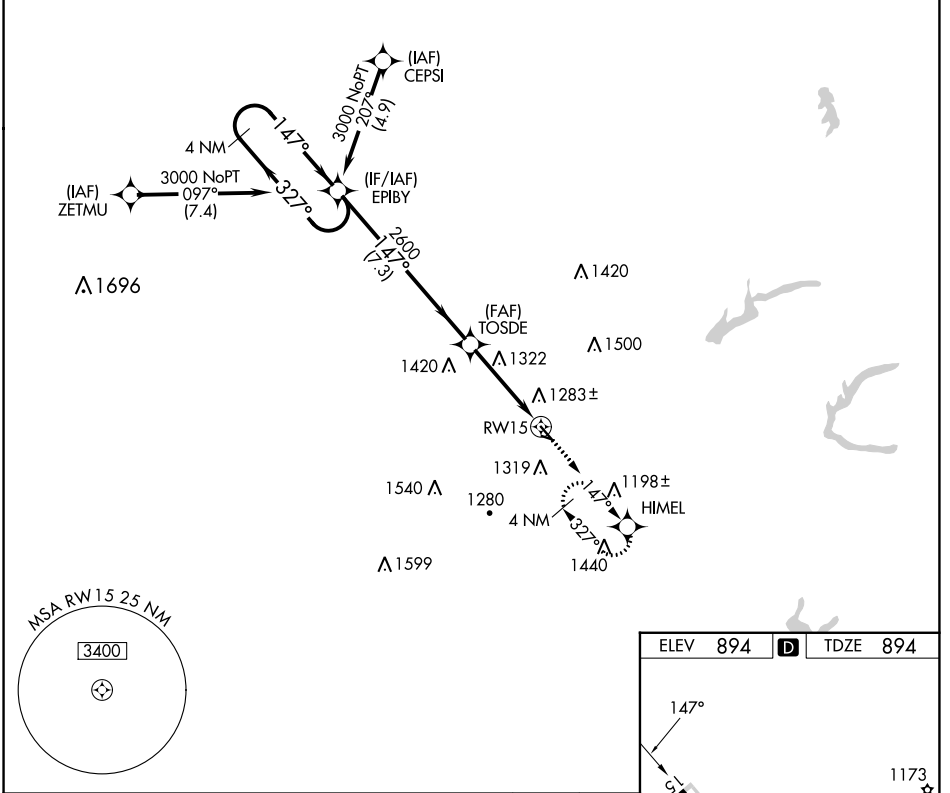 (IAF)
CEPSI
3000 NoPT
207°
(4.9)
4 NM
147°
327°
(IAF)
ZETMU
3000 NoPT
097°
(7.4)
(IF/IAF)
EPIBY
2600
147°
(7.3)
1696
1420
(FAF)
TOSDE
1500
1420
1322
1283±
RW15
1319
1540
1280
147°
1198±
HIMEL
4 NM
327°
1440
1599
MSA RW15 25 NM
3400
ELEV 894 D TDZE 894
147°
15
1173